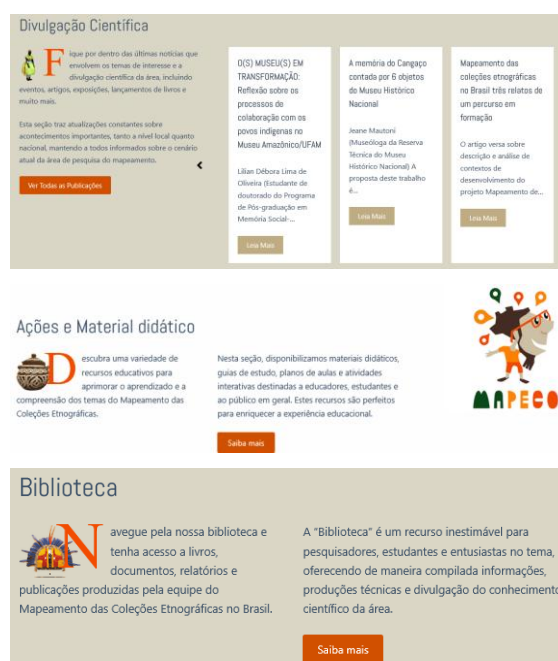 Divulgação Científica
Fique por dentro das últimas notícias que
envolvem os temas de interesse e a
divulgação científica da área, incluindo
eventos, artigos, exposições, lançamentos de livros e
muito mais.
Esta seção traz atualizações constantes sobre
acontecimentos importantes, tanto a nível local quanto
nacional, mantendo a todos informados sobre o cenário
atual da área de pesquisa do mapeamento.
Ver Todas as Publicações
O(S) MUSEU(S) EM
TRANSFORMAÇÃO:
Reflexão sobre os
processos de
colaboração com os
povos indígenas no
Museu Amazônico/UFAM
Lilian Débora Lima de
Oliveira (Estudante de
doutorado do Programa
de Pós-graduação em
Memória Social-...
Leia Mais
A memória do Cangaço
contada por 6 objetos
do Museu Histórico
Nacional
Jeane Mautoni
(Museóloga da Reserva
Técnica do Museu
Histórico Nacional) A
proposta deste trabalho
é...
Leia Mais
Mapeamento das
coleções etnográficas
no Brasil três relatos de
um percurso em
formação
O artigo versa sobre
descrição e análise de
contextos de
desenvolvimento do
projeto Mapeamento de...
Leia Mais
Ações e Material didático
Descubra uma variedade de
recursos educativos para
aprimorar o aprendizado e a
compreensão dos temas do Mapeamento das
Coleções Etnográficas.
Nesta seção, disponibilizamos materiais didáticos,
guias de estudo, planos de aulas e atividades
interativas destinadas a educadores, estudantes e
ao público em geral. Estes recursos são perfeitos
para enriquecer a experiência educacional.
Saiba mais
MAPECO
Biblioteca
Navegue pela nossa biblioteca e
tenha acesso a livros,
documentos, relatórios e
publicações produzidas pela equipe do
Mapeamento das Coleções Etnográficas no Brasil.
A "Biblioteca" é um recurso inestimável para
pesquisadores, estudantes e entusiastas no tema,
oferecendo de maneira compilada informações,
produções técnicas e divulgação do conhecimento
científico da área.
Saiba mais